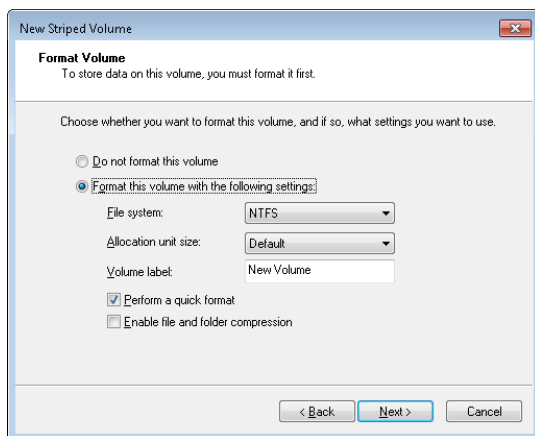 New Striped Volume
Format Volume
To store data on this volume, you must format it first.
Choose whether you want to format this volume, and if so, what settings you want to use.
Do not format this volume
Format this volume with the following settings:
File system: NTFS
Allocation unit size: Default
Volume label: New Volume
Perform a quick format
Enable file and folder compression
< Back Next > Cancel